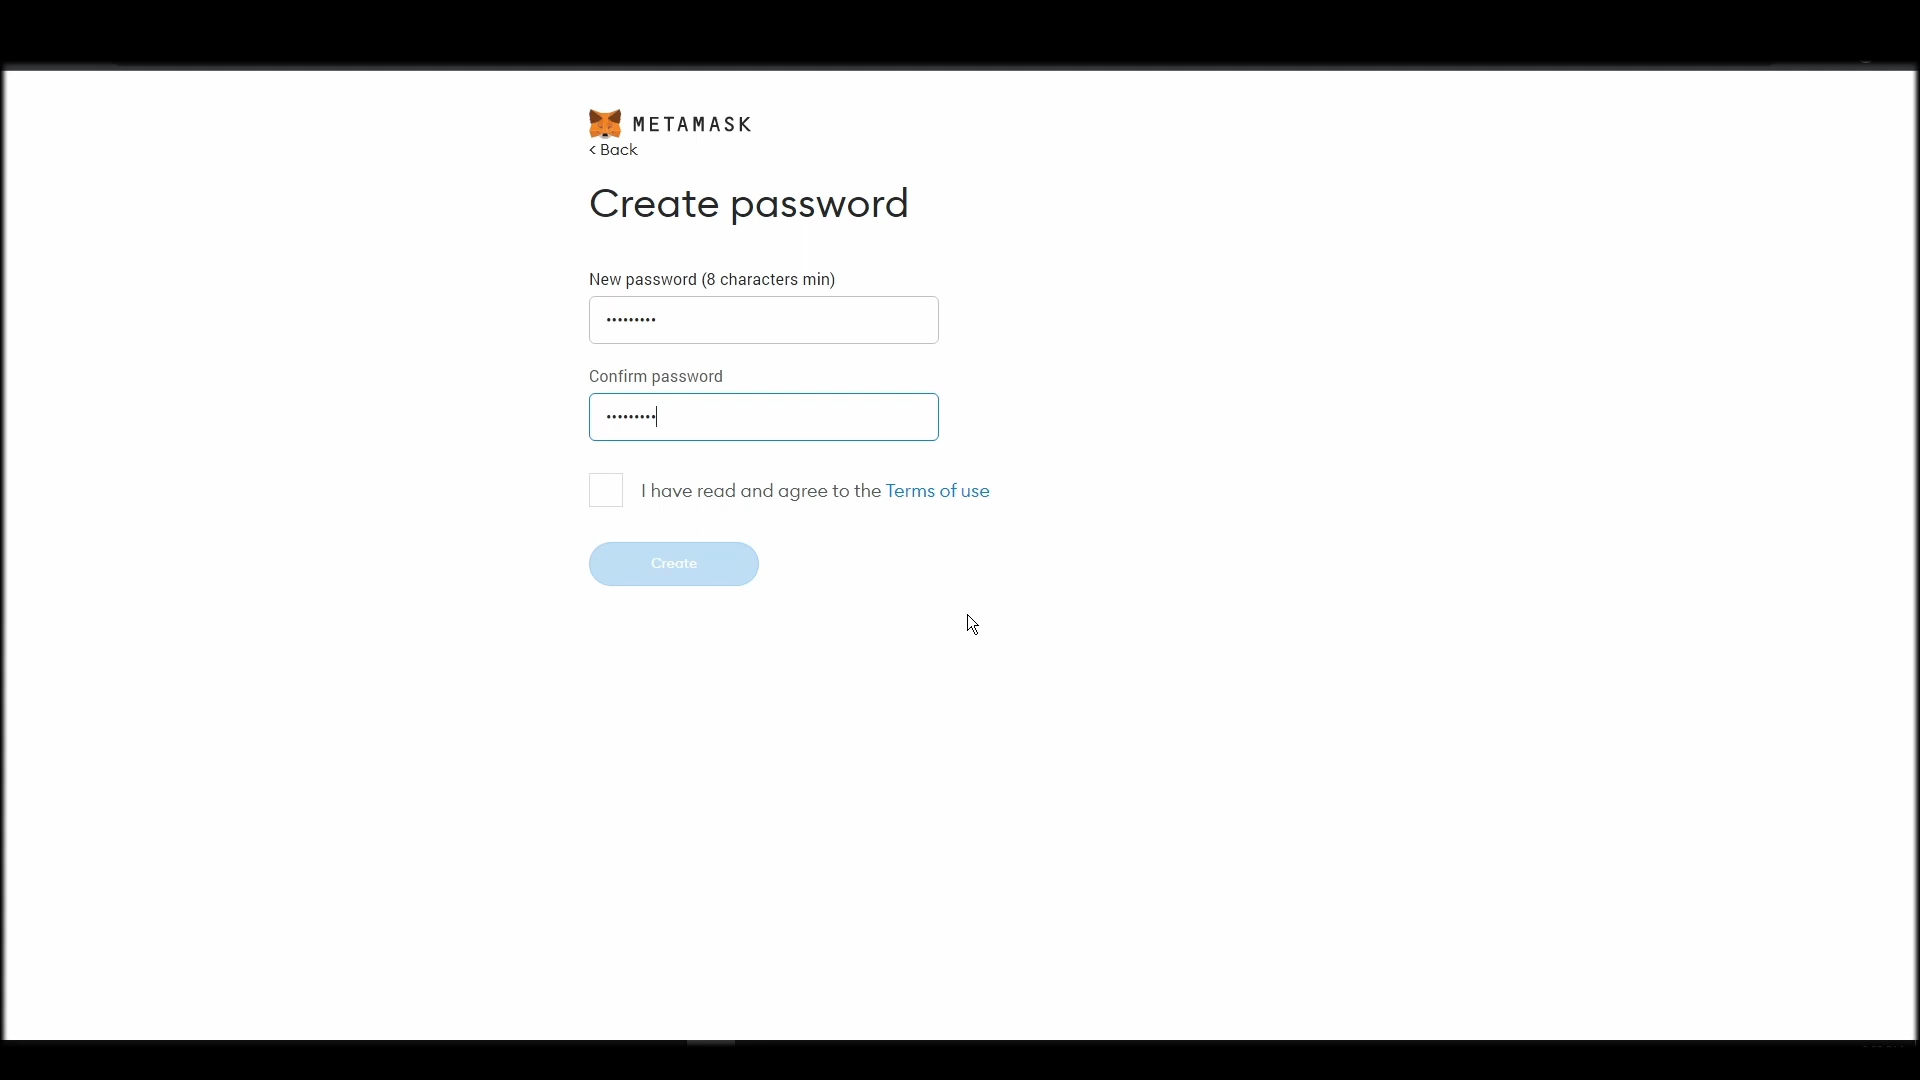 METAMASK
< Back
Create password
New password (8 characters min)
•••••••••
Confirm password
•••••••••
I have read and agree to the Terms of use
Create